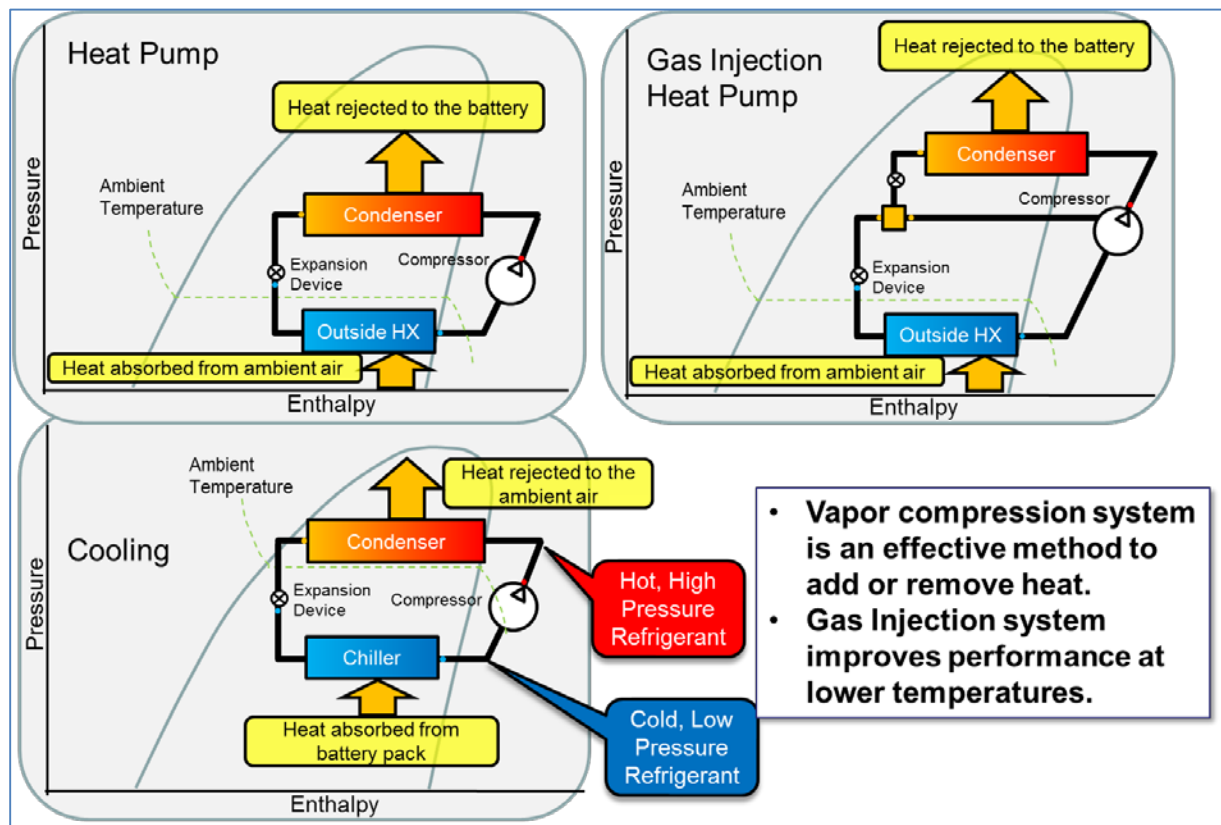 Heat Pump
Heat rejected to the battery
Ambient
Temperature
Condenser
Compressor
Expansion
Device
Outside HX
Heat absorbed from ambient air
Pressure
Enthalpy
Gas Injection
Heat Pump
Heat rejected to the battery
Condenser
Ambient
Temperature
Compressor
Expansion
Device
Outside HX
Heat absorbed from ambient air
Pressure
Enthalpy
Cooling
Ambient
Temperature
Heat rejected to the
ambient air
Condenser
Expansion
Device
Compressor
Chiller
Heat absorbed from
battery pack
Pressure
Enthalpy
Hot, High
Pressure
Refrigerant
Cold, Low
Pressure
Refrigerant
• Vapor compression system
is an effective method to
add or remove heat.
• Gas Injection system
improves performance at
lower temperatures.